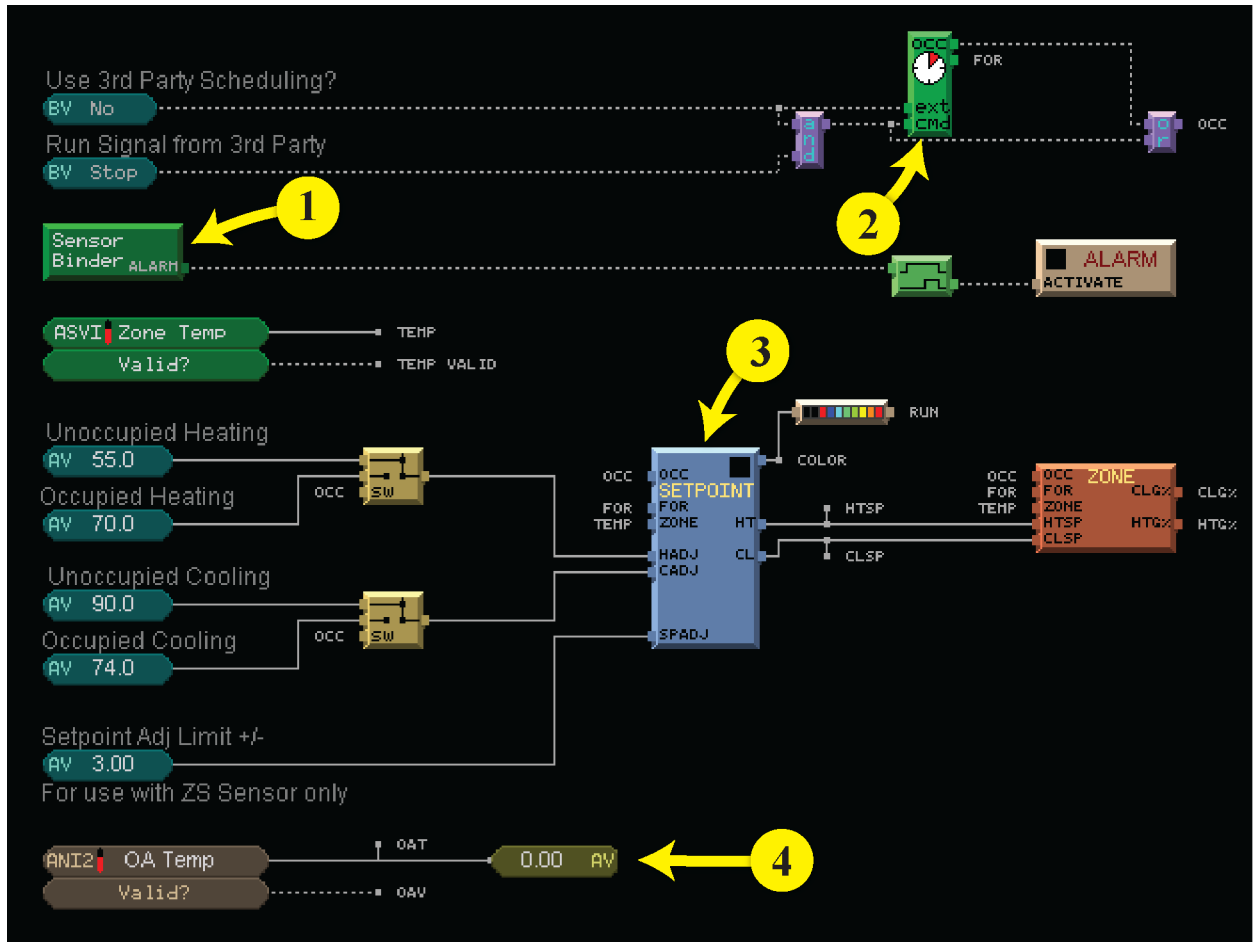 Use 3rd Party Scheduling?
BV No
Run Signal from 3rd Party
BV Stop
occ
FOR
ext
cmd
and
or
OCC
1
2
Sensor
Binder ALARM
ALARM
ACTIVATE
ASVI Zone Temp
Valid?
TEMP
TEMP VALID
3
Unoccupied Heating
AV 55.0
Occupied Heating
AV 70.0
OCC SW
Unoccupied Cooling
AV 90.0
Occupied Cooling
AV 74.0
OCC SW
RUN
COLOR
OCC OCC
SETPOINT
FOR FOR
TEMP ZONE HT
HADJ CL
CADJ
SPADJ
HTSP
CLSP
OCC OCC ZONE
FOR FOR CLG% CLG%
TEMP ZONE
HTSP HTG% HTG%
CLSP
Setpoint Adj Limit +/-
AV 3.00
For use with ZS Sensor only
ANI2 OA Temp
Valid?
OAT
OAV
0.00 AV
4